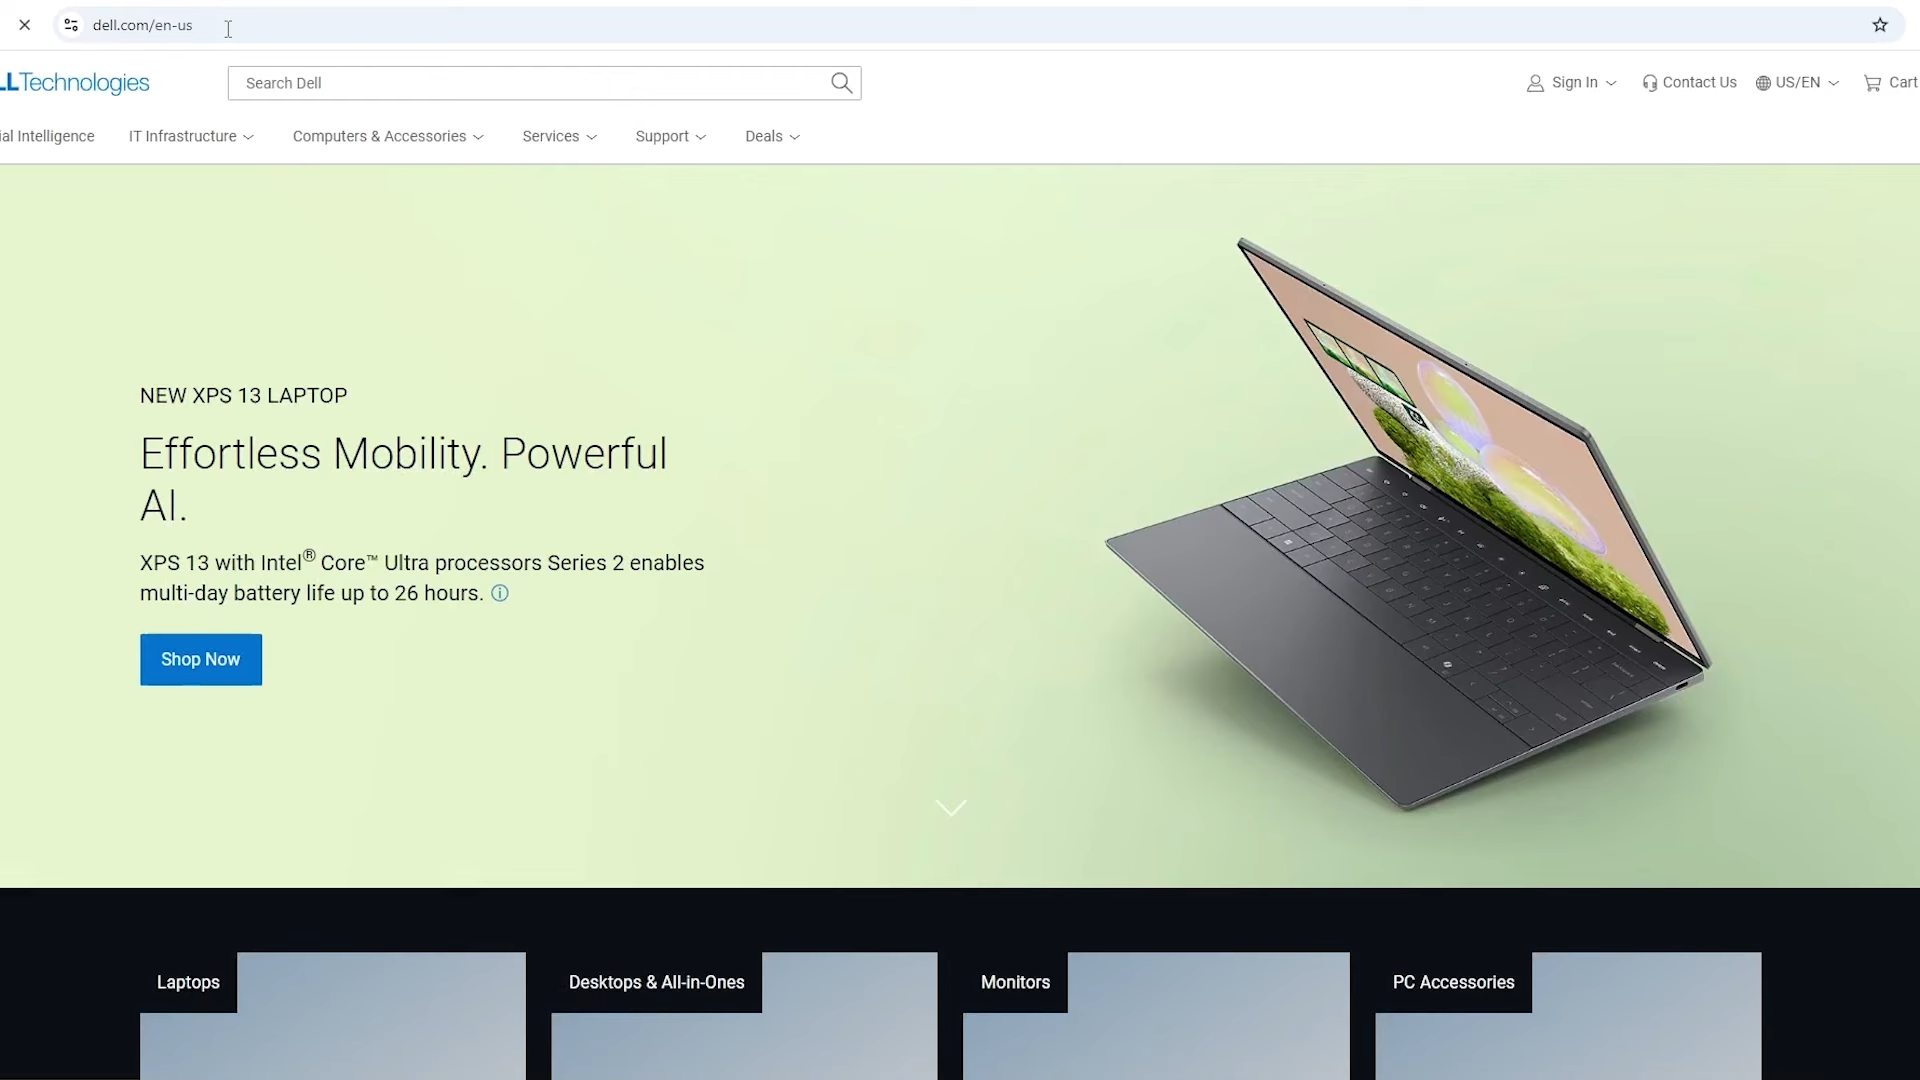 dell.com/en-us
LLTechnologies
Search Dell
Sign In
Contact Us
US/EN
Cart
ial Intelligence
IT Infrastructure
Computers & Accessories
Services
Support
Deals
NEW XPS 13 LAPTOP
Effortless Mobility. Powerful
AI.
XPS 13 with Intel® Core™ Ultra processors Series 2 enables
multi-day battery life up to 26 hours.
Shop Now
Laptops
Desktops & All-in-Ones
Monitors
PC Accessories